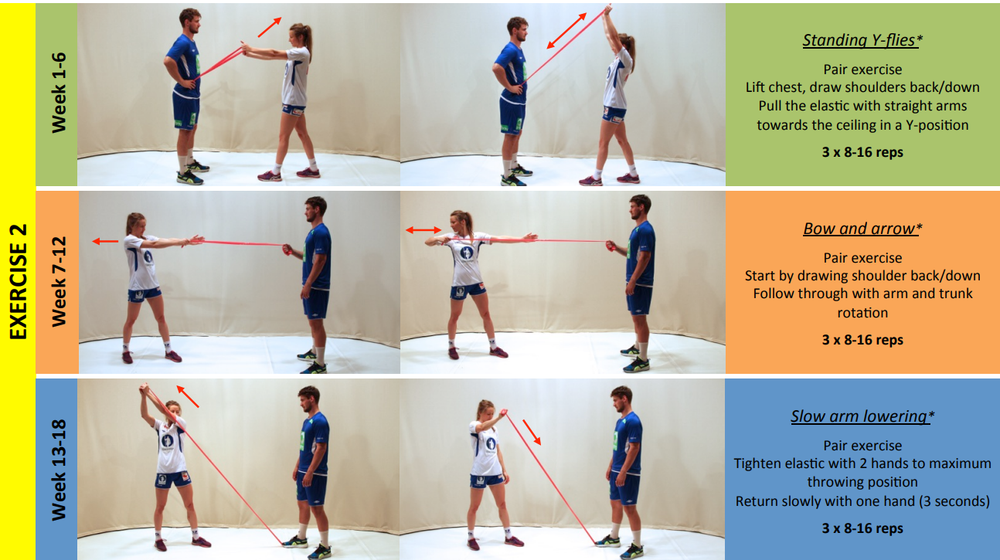 EXERCISE 2
Week 1-6
Standing Y-flies*
Pair exercise
Lift chest, draw shoulders back/down
Pull the elastic with straight arms
towards the ceiling in a Y-position
3 x 8-16 reps
Week 7-12
Bow and arrow*
Pair exercise
Start by drawing shoulder back/down
Follow through with arm and trunk
rotation
3 x 8-16 reps
Week 13-18
Slow arm lowering*
Pair exercise
Tighten elastic with 2 hands to maximum
throwing position
Return slowly with one hand (3 seconds)
3 x 8-16 reps